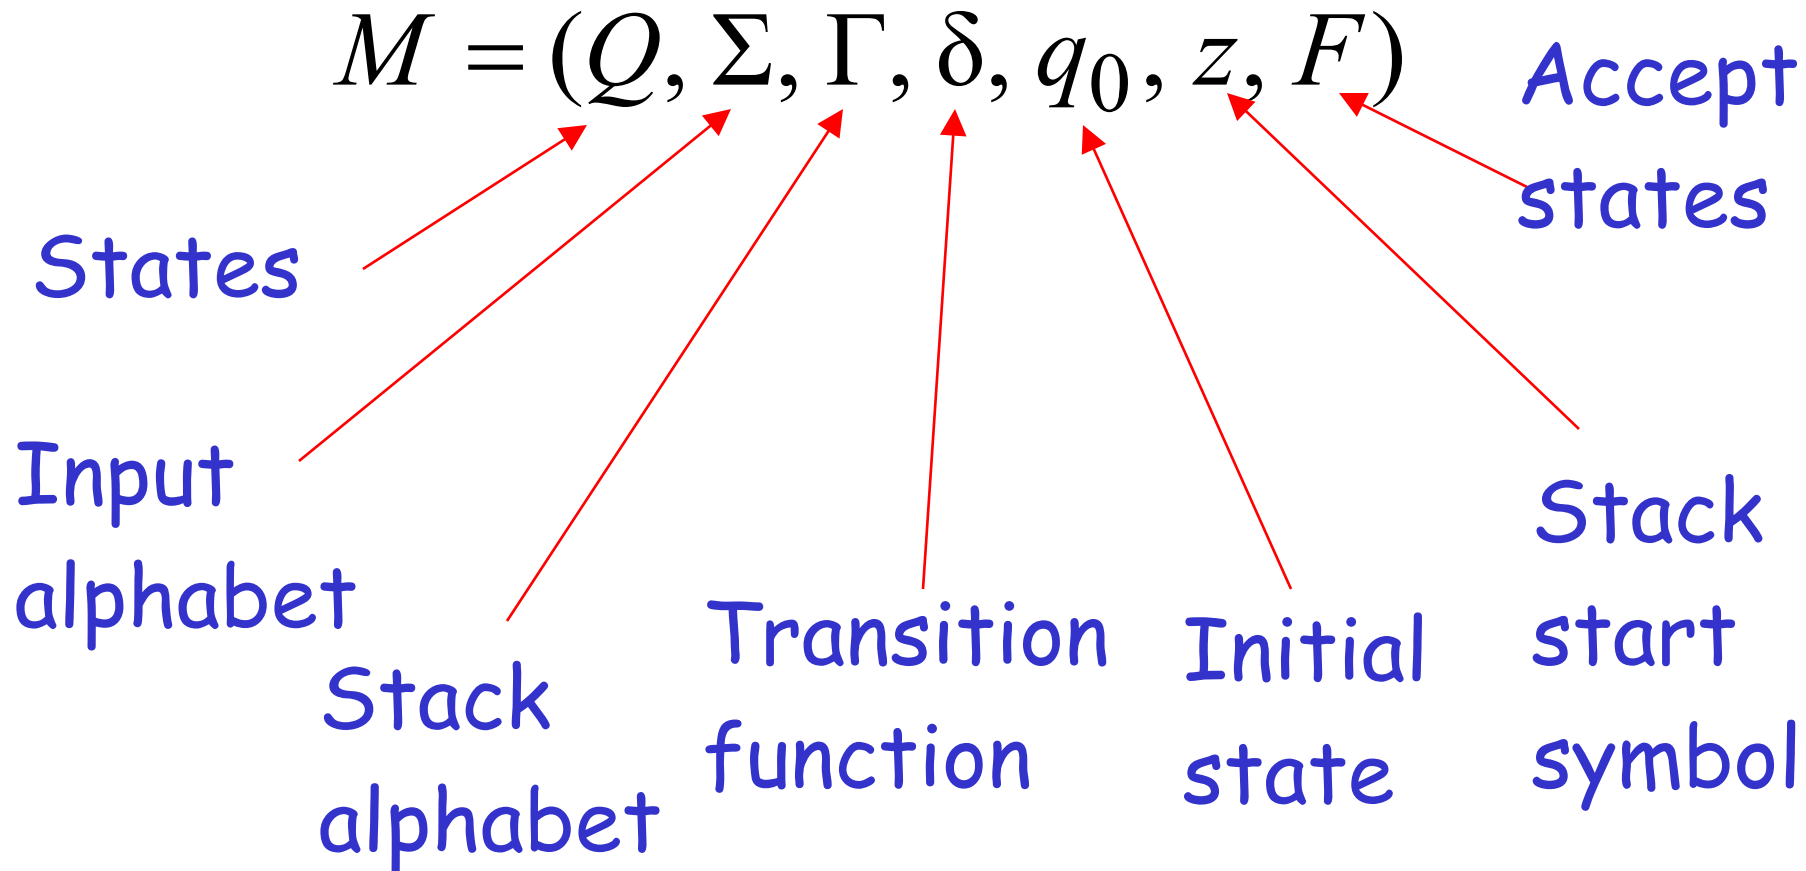 M = (Q, Σ, Γ, δ, q₀, z, F)
Accept
states
States
Input
alphabet
Stack
alphabet
Transition
function
Initial
state
Stack
start
symbol